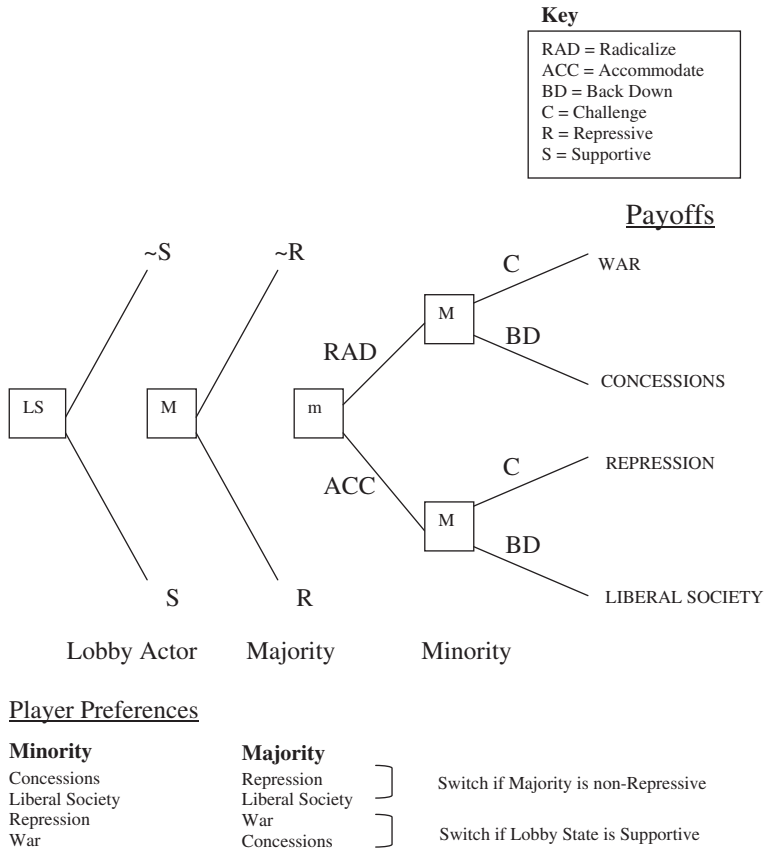 Key
RAD = Radicalize
ACC = Accommodate
BD = Back Down
C = Challenge
R = Repressive
S = Supportive
Payoffs
~S
~R
C
WAR
M
RAD
BD
CONCESSIONS
LS
M
m
C
REPRESSION
ACC
M
BD
LIBERAL SOCIETY
S
R
Lobby Actor
Majority
Minority
Player Preferences
Minority
Concessions
Liberal Society
Repression
War
Majority
Repression
Liberal Society
War
Concessions
Switch if Majority is non-Repressive
Switch if Lobby State is Supportive